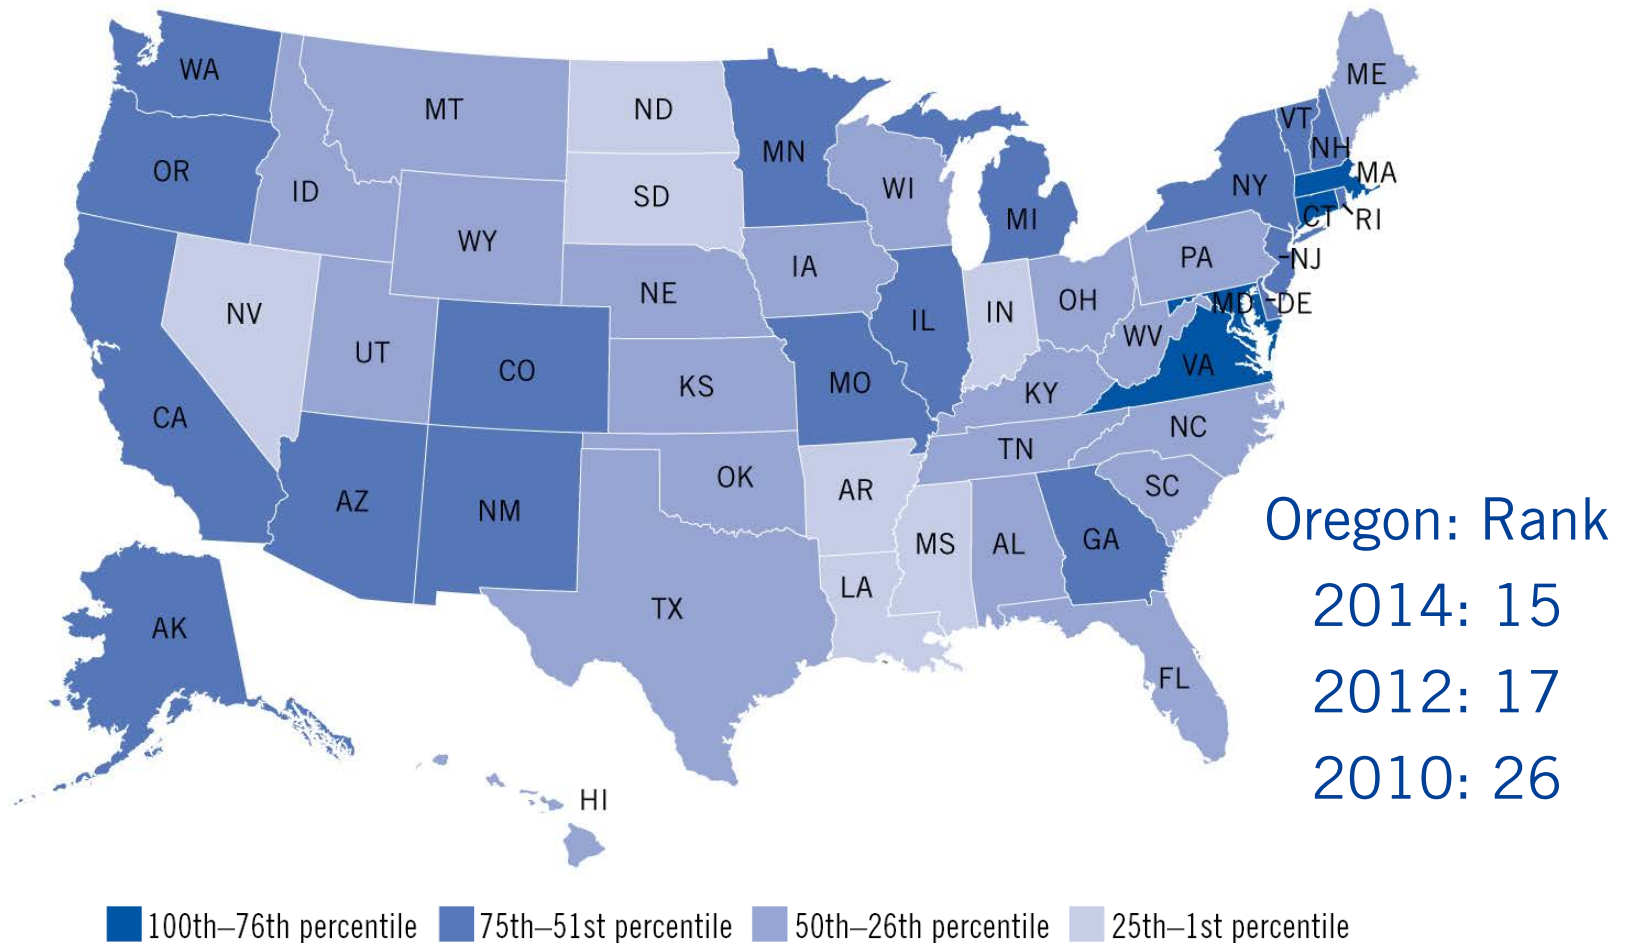 WA
ME
MT
ND
VT
MN
NH
OR
MA
NY
ID
SD
WI
MI
CT
RI
WY
PA
NJ
IA
NE
OH
MD
DE
NV
IN
IL
WV
UT
CO
VA
KS
MO
KY
CA
NC
TN
OK
SC
AR
AZ
NM
MS
AL
GA
LA
TX
AK
FL
HI
Oregon: Rank
2014: 15
2012: 17
2010: 26
100th–76th percentile
75th–51st percentile
50th–26th percentile
25th–1st percentile